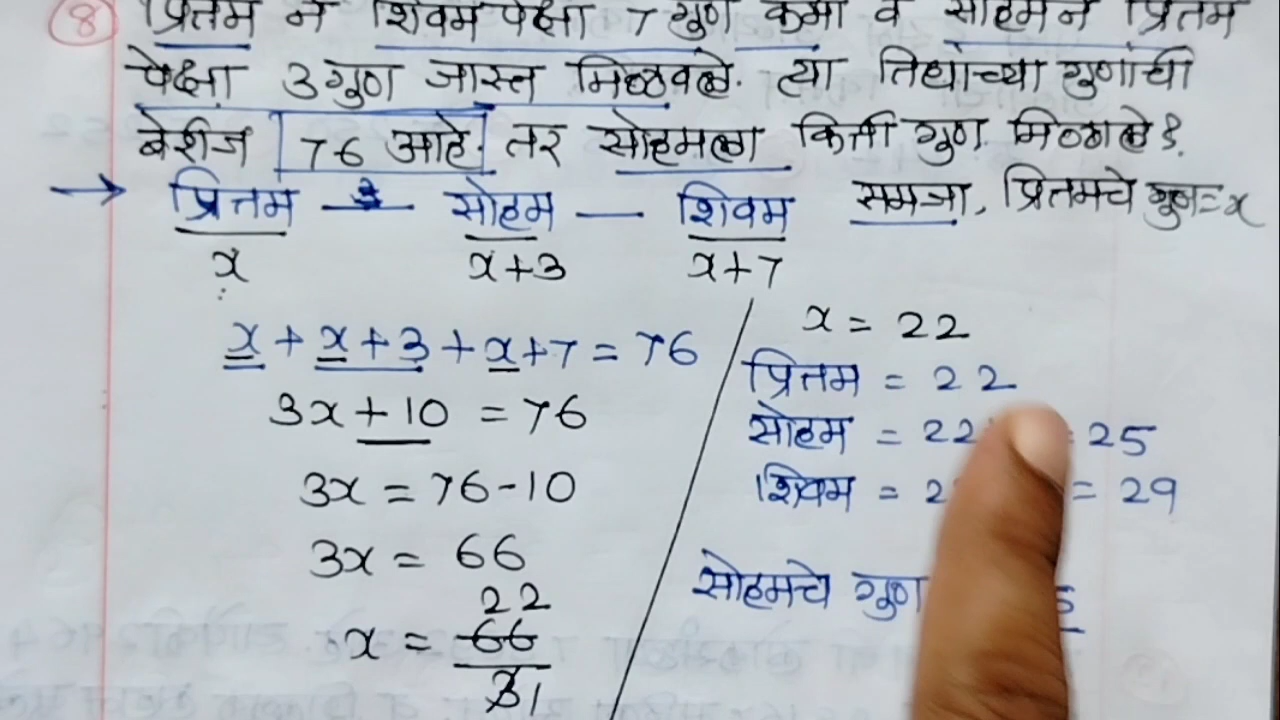 8 प्रितम ने शिवम पेक्षा 7 गुण कमी व सोहमने प्रितम
पेक्षा 3 गुण जास्त मिळवले. त्या तिघांच्या गुणांची
बेरीज 76 आहे. तर सोहमला किती गुण मिळाले?
→ प्रितम — सोहम — शिवम समजा, प्रितमचे गुण=x
x x+3 x+7
x + x + 3 + x + 7 = 76
3x + 10 = 76
3x = 76 - 10
3x = 66
22
x = 66
31
x = 22
प्रितम = 22
सोहम = 22 = 25
शिवम = 2 = 29
सोहमचे गुण